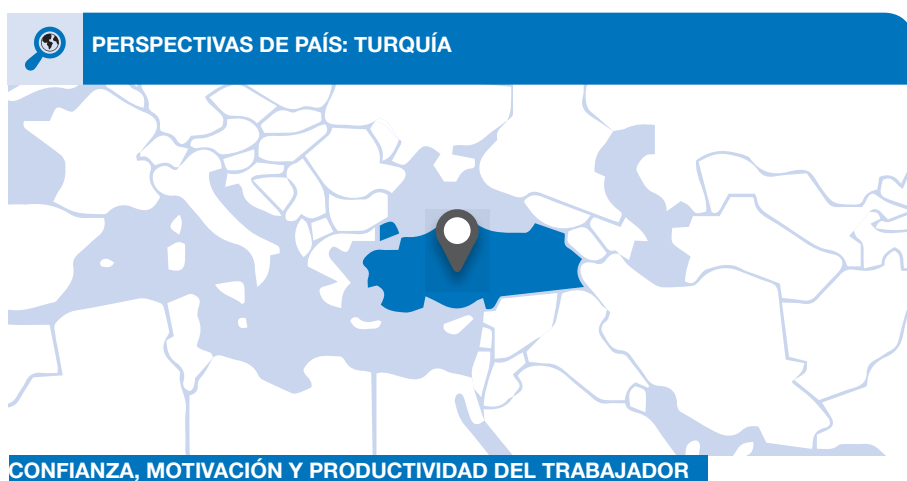 PERSPECTIVAS DE PAÍS: TURQUÍA
CONFIANZA, MOTIVACIÓN Y PRODUCTIVIDAD DEL TRABAJADOR